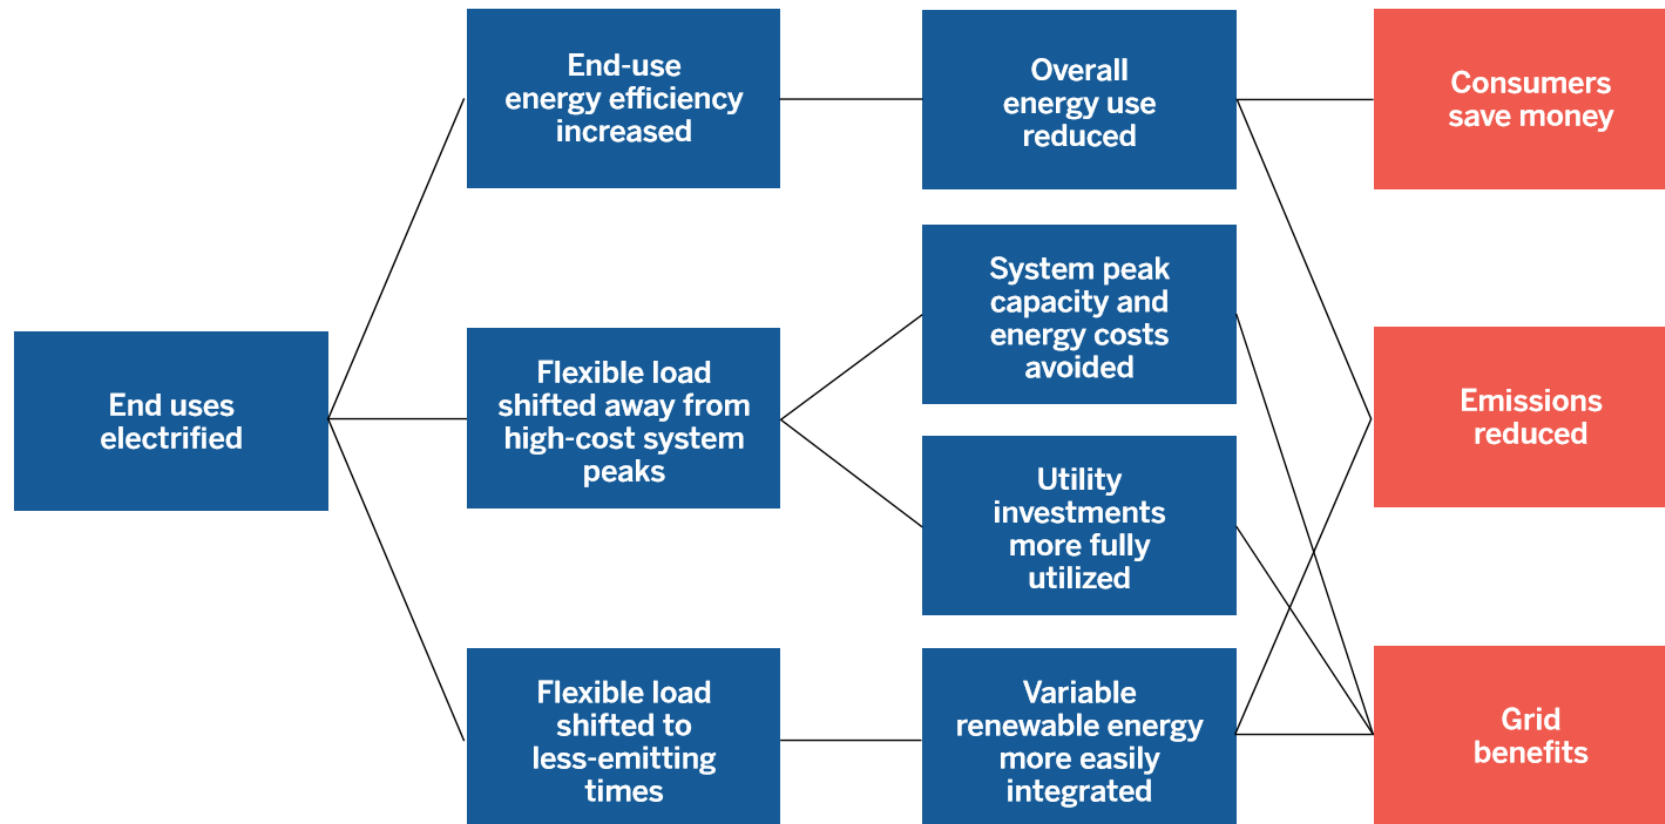 End uses
electrified
End-use
energy efficiency
increased
Flexible load
shifted away from
high-cost system
peaks
Flexible load
shifted to
less-emitting
times
Overall
energy use
reduced
System peak
capacity and
energy costs
avoided
Utility
investments
more fully
utilized
Variable
renewable energy
more easily
integrated
Consumers
save money
Emissions
reduced
Grid
benefits